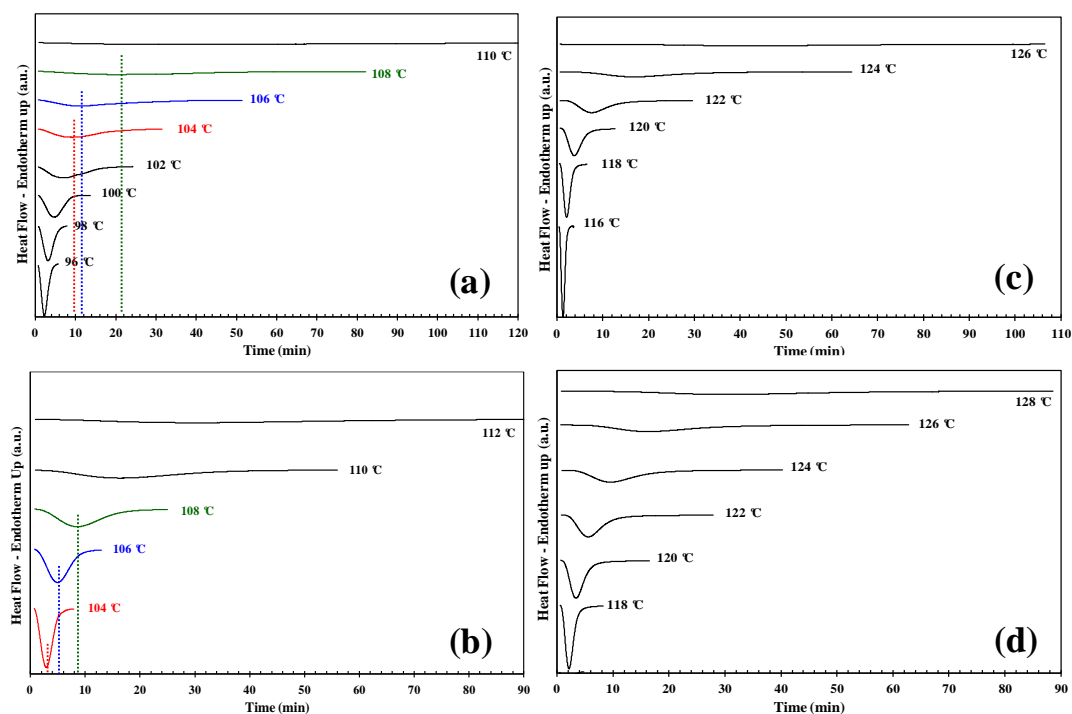 Heat Flow - Endotherm up (a.u.)
110 °C
108 °C
106 °C
104 °C
102 °C
100 °C
98 °C
96 °C
(a)
0 10 20 30 40 50 60 70 80 90 100 110 120
Time (min)
Heat Flow - Endotherm up (a.u.)
126 °C
124 °C
122 °C
120 °C
118 °C
116 °C
(c)
0 10 20 30 40 50 60 70 80 90 100 110
Time (min)
Heat Flow - Endotherm Up (a.u.)
112 °C
110 °C
108 °C
106 °C
104 °C
(b)
0 10 20 30 40 50 60 70 80 90
Time (min)
Heat Flow - Endotherm up (a.u.)
128 °C
126 °C
124 °C
122 °C
120 °C
118 °C
(d)
0 10 20 30 40 50 60 70 80 90
Time (min)